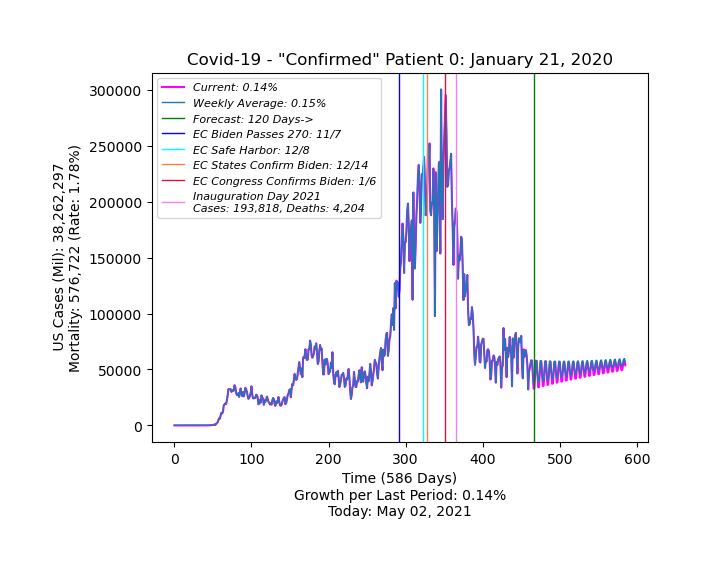 Covid-19 - "Confirmed" Patient 0: January 21, 2020
Current: 0.14%
Weekly Average: 0.15%
Forecast: 120 Days->
EC Biden Passes 270: 11/7
EC Safe Harbor: 12/8
EC States Confirm Biden: 12/14
EC Congress Confirms Biden: 1/6
Inauguration Day 2021
Cases: 193,818, Deaths: 4,204
US Cases (Mil): 38,262,297
Mortality: 576,722 (Rate: 1.78%)
300000
250000
200000
150000
100000
50000
0
0 100 200 300 400 500 600
Time (586 Days)
Growth per Last Period: 0.14%
Today: May 02, 2021